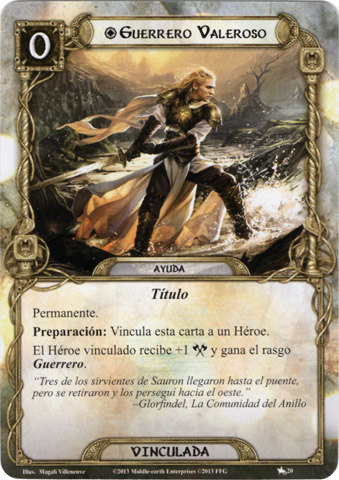 0
Guerrero Valeroso
Ayuda
Título
Permanente.
Preparación: Vincula esta carta a un Héroe.
El Héroe vinculado recibe +1 y gana el rasgo
Guerrero.
“Tres de los sirvientes de Sauron llegaron hasta el puente,
pero se retiraron y los perseguí hacia el oeste.”
–Glorfindel, La Comunidad del Anillo
Vinculada
Illus. Magali Villeneuve ©2013 Middle-earth Enterprises ©2013 FFG 20